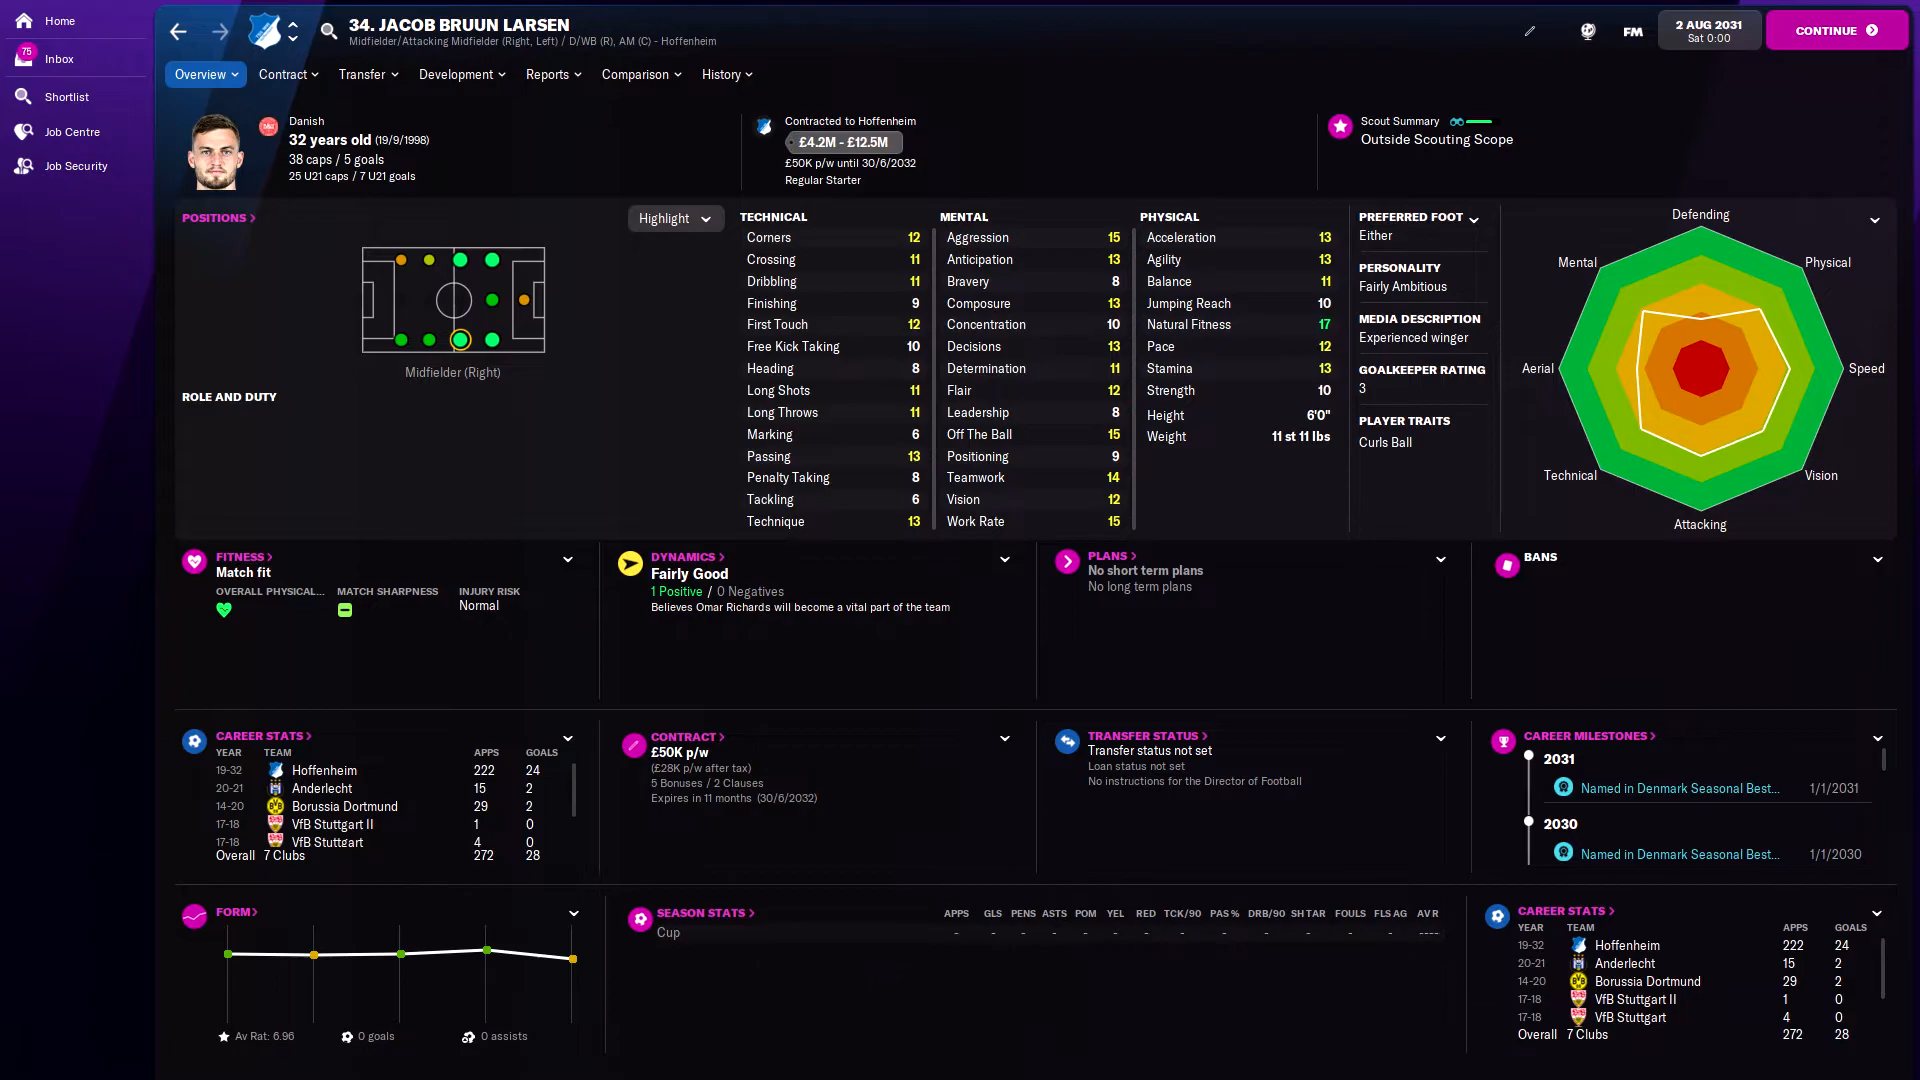 Home
75
Inbox
Shortlist
Job Centre
Job Security
34. JACOB BRUUN LARSEN
Midfielder/Attacking Midfielder (Right, Left) / D/WB (R), AM (C) - Hoffenheim
FM
2 AUG 2031
Sat 0:00
CONTINUE
Overview
Contract
Transfer
Development
Reports
Comparison
History
Danish
32 years old (19/9/1998)
38 caps / 5 goals
25 U21 caps / 7 U21 goals
Contracted to Hoffenheim
£4.2M - £12.5M
£50K p/w until 30/6/2032
Regular Starter
Scout Summary
Outside Scouting Scope
POSITIONS
Highlight
Midfielder (Right)
ROLE AND DUTY
TECHNICAL
Corners 12
Crossing 11
Dribbling 11
Finishing 9
First Touch 12
Free Kick Taking 10
Heading 8
Long Shots 11
Long Throws 11
Marking 6
Passing 13
Penalty Taking 8
Tackling 6
Technique 13
MENTAL
Aggression 15
Anticipation 13
Bravery 8
Composure 13
Concentration 10
Decisions 13
Determination 11
Flair 12
Leadership 8
Off The Ball 15
Positioning 9
Teamwork 14
Vision 12
Work Rate 15
PHYSICAL
Acceleration 13
Agility 13
Balance 11
Jumping Reach 10
Natural Fitness 17
Pace 12
Stamina 13
Strength 10
Height 6'0"
Weight 11 st 11 lbs
PREFERRED FOOT
Either
PERSONALITY
Fairly Ambitious
MEDIA DESCRIPTION
Experienced winger
GOALKEEPER RATING
3
PLAYER TRAITS
Curls Ball
Defending
Mental
Physical
Aerial
Speed
Technical
Vision
Attacking
FITNESS
Match fit
OVERALL PHYSICAL... MATCH SHARPNESS INJURY RISK
Normal
DYNAMICS
Fairly Good
1 Positive / 0 Negatives
Believes Omar Richards will become a vital part of the team
PLANS
No short term plans
No long term plans
BANS
CAREER STATS
YEAR TEAM APPS GOALS
19-32 Hoffenheim 222 24
20-21 Anderlecht 15 2
14-20 Borussia Dortmund 29 2
17-18 VfB Stuttgart II 1 0
17-18 VfB Stuttgart 4 0
Overall 7 Clubs 272 28
CONTRACT
£50K p/w
(£28K p/w after tax)
5 Bonuses / 2 Clauses
Expires in 11 months (30/6/2032)
TRANSFER STATUS
Transfer status not set
Loan status not set
No instructions for the Director of Football
CAREER MILESTONES
2031
Named in Denmark Seasonal Best... 1/1/2031
2030
Named in Denmark Seasonal Best... 1/1/2030
FORM
Av Rat: 6.96
0 goals
0 assists
SEASON STATS
APPS GLS PENS ASTS POM YEL RED TCK/90 PAS % DRB/90 SH TAR FOULS FLS AG AV R
Cup - - - - - - - - - - - - - ----
CAREER STATS
YEAR TEAM APPS GOALS
19-32 Hoffenheim 222 24
20-21 Anderlecht 15 2
14-20 Borussia Dortmund 29 2
17-18 VfB Stuttgart II 1 0
17-18 VfB Stuttgart 4 0
Overall 7 Clubs 272 28